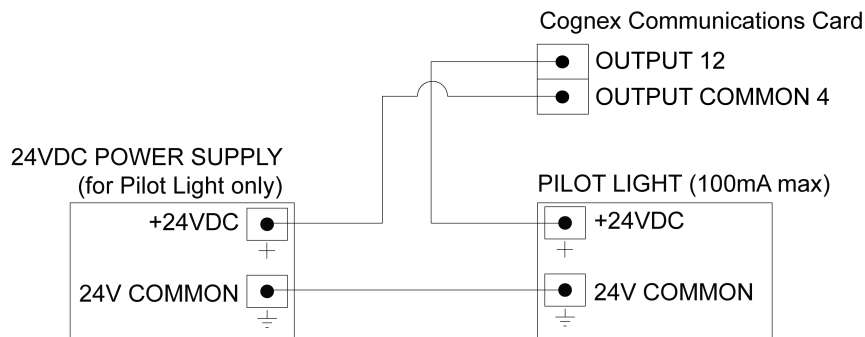 Cognex Communications Card
OUTPUT 12
OUTPUT COMMON 4
24VDC POWER SUPPLY
(for Pilot Light only)
+24VDC
24V COMMON
PILOT LIGHT (100mA max)
+24VDC
24V COMMON